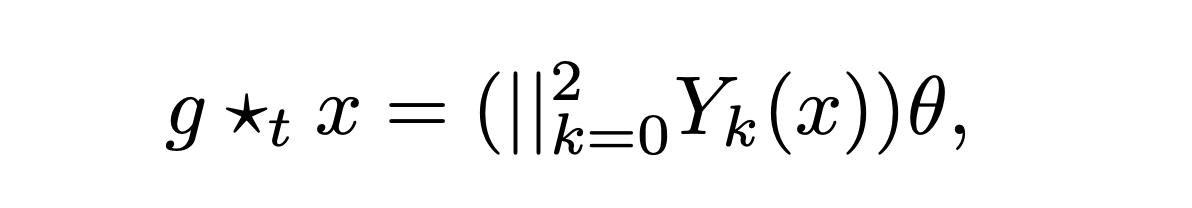 g ⋆_t x = (||_{k=0}^{2} Y_k(x))θ,